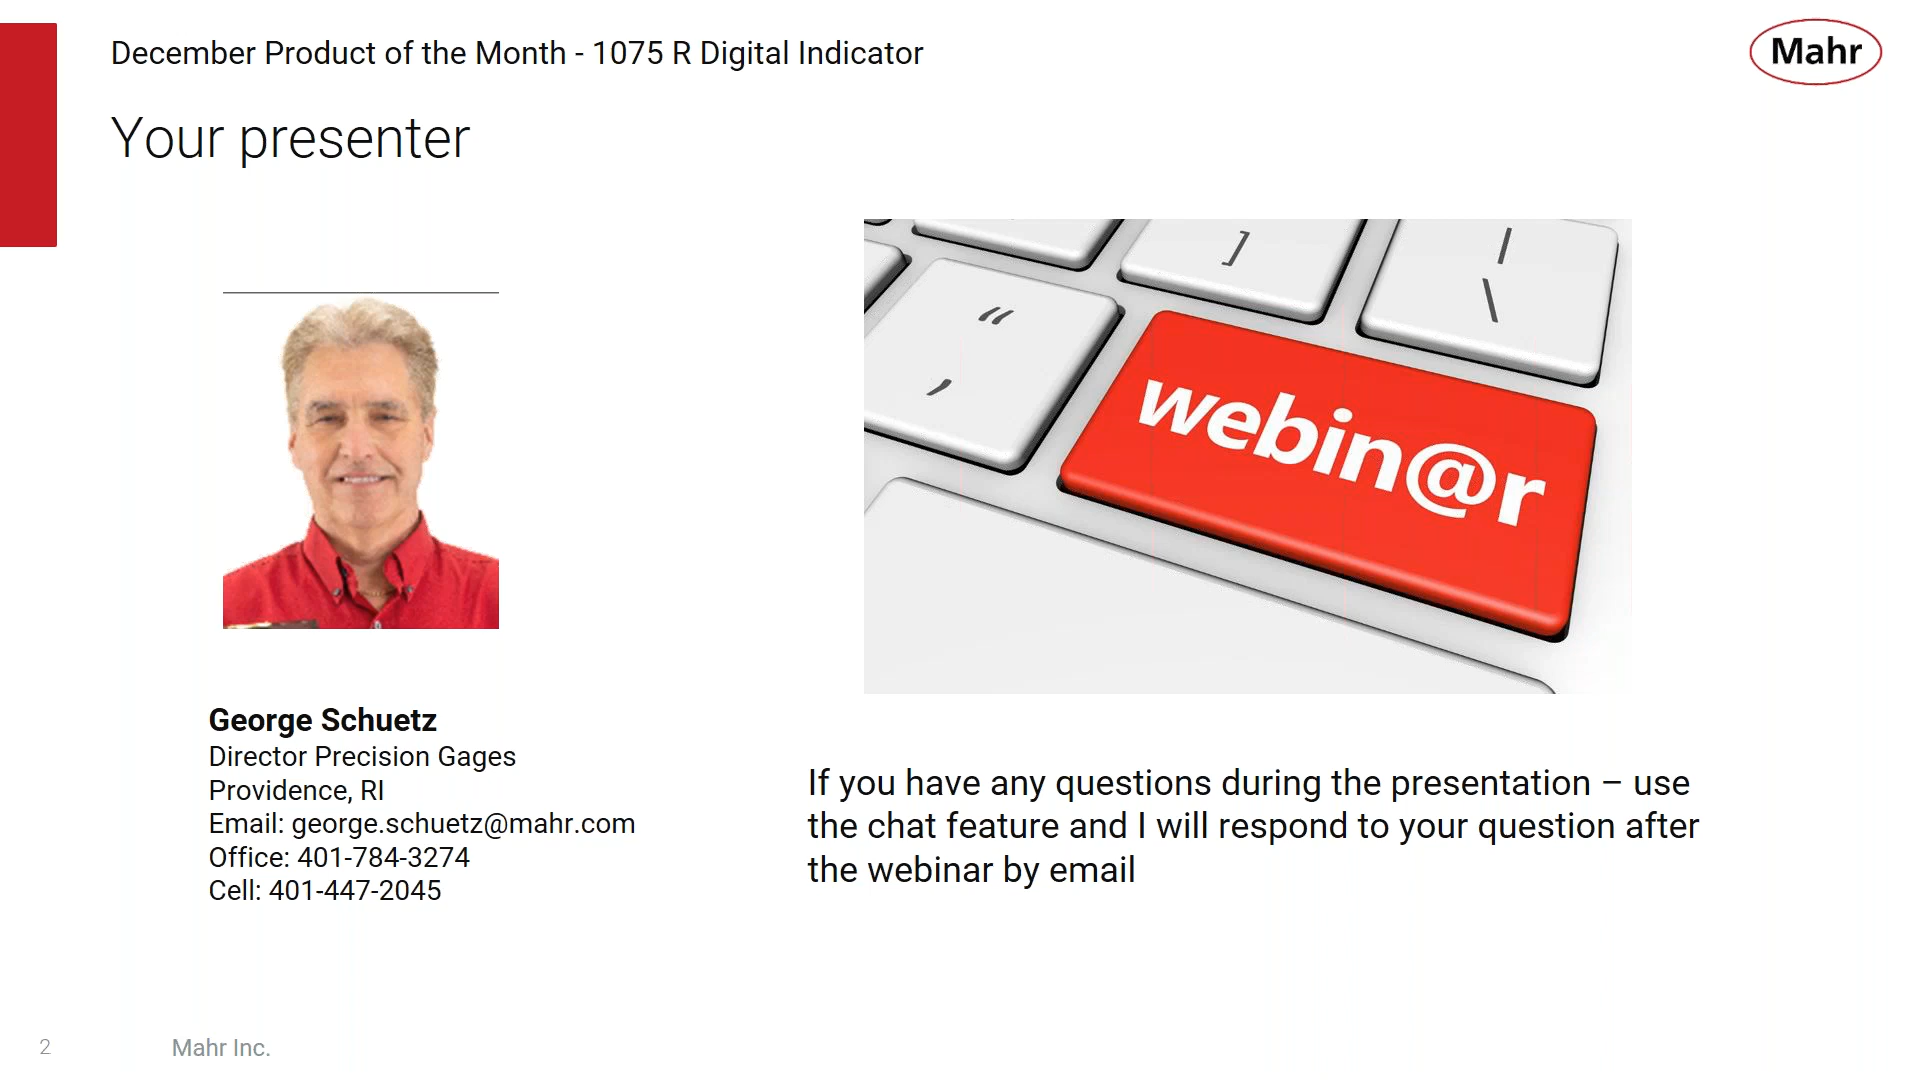 December Product of the Month - 1075 R Digital Indicator
Mahr
Your presenter
]
|
\
“
,
webin@r
George Schuetz
Director Precision Gages
Providence, RI
Email: george.schuetz@mahr.com
Office: 401-784-3274
Cell: 401-447-2045
If you have any questions during the presentation – use
the chat feature and I will respond to your question after
the webinar by email
2
Mahr Inc.